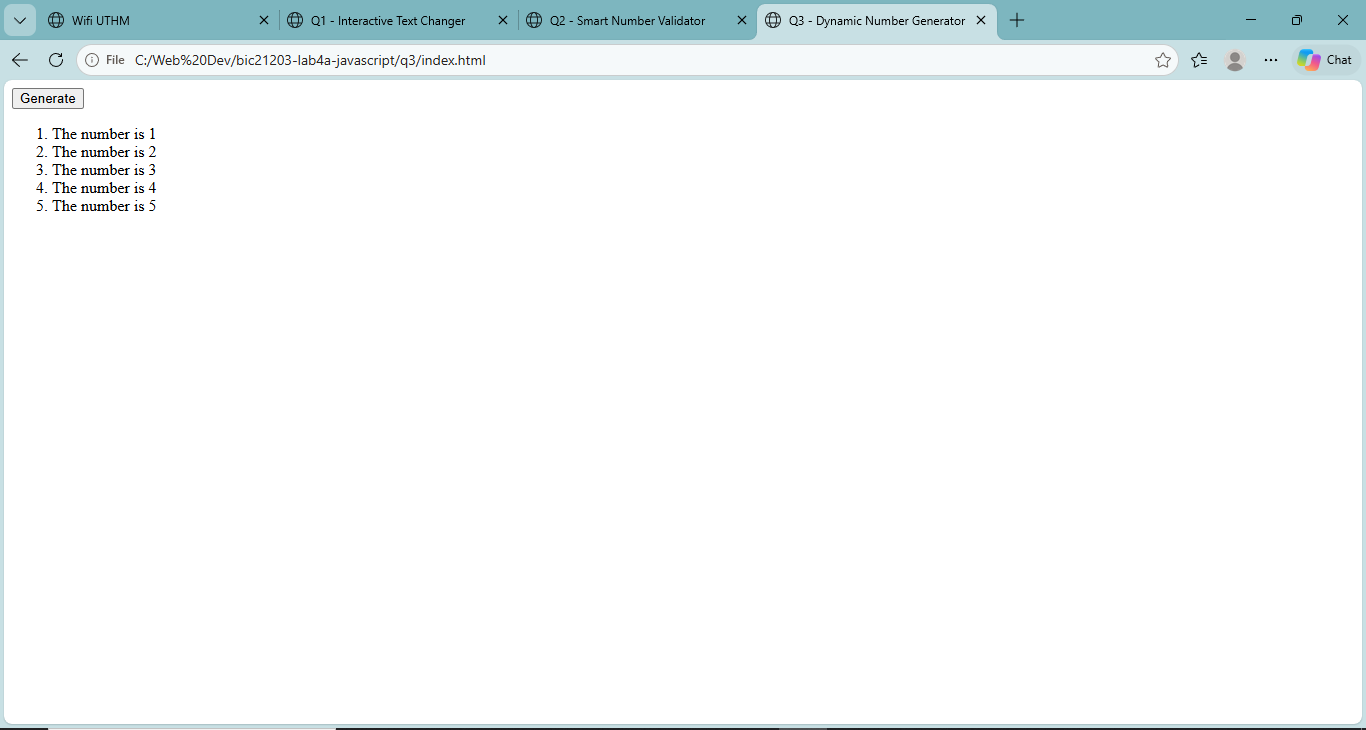 Wifi UTHM
Q1 - Interactive Text Changer
Q2 - Smart Number Validator
Q3 - Dynamic Number Generator
File C:/Web%20Dev/bic21203-lab4a-javascript/q3/index.html
Chat
Generate
1. The number is 1
2. The number is 2
3. The number is 3
4. The number is 4
5. The number is 5